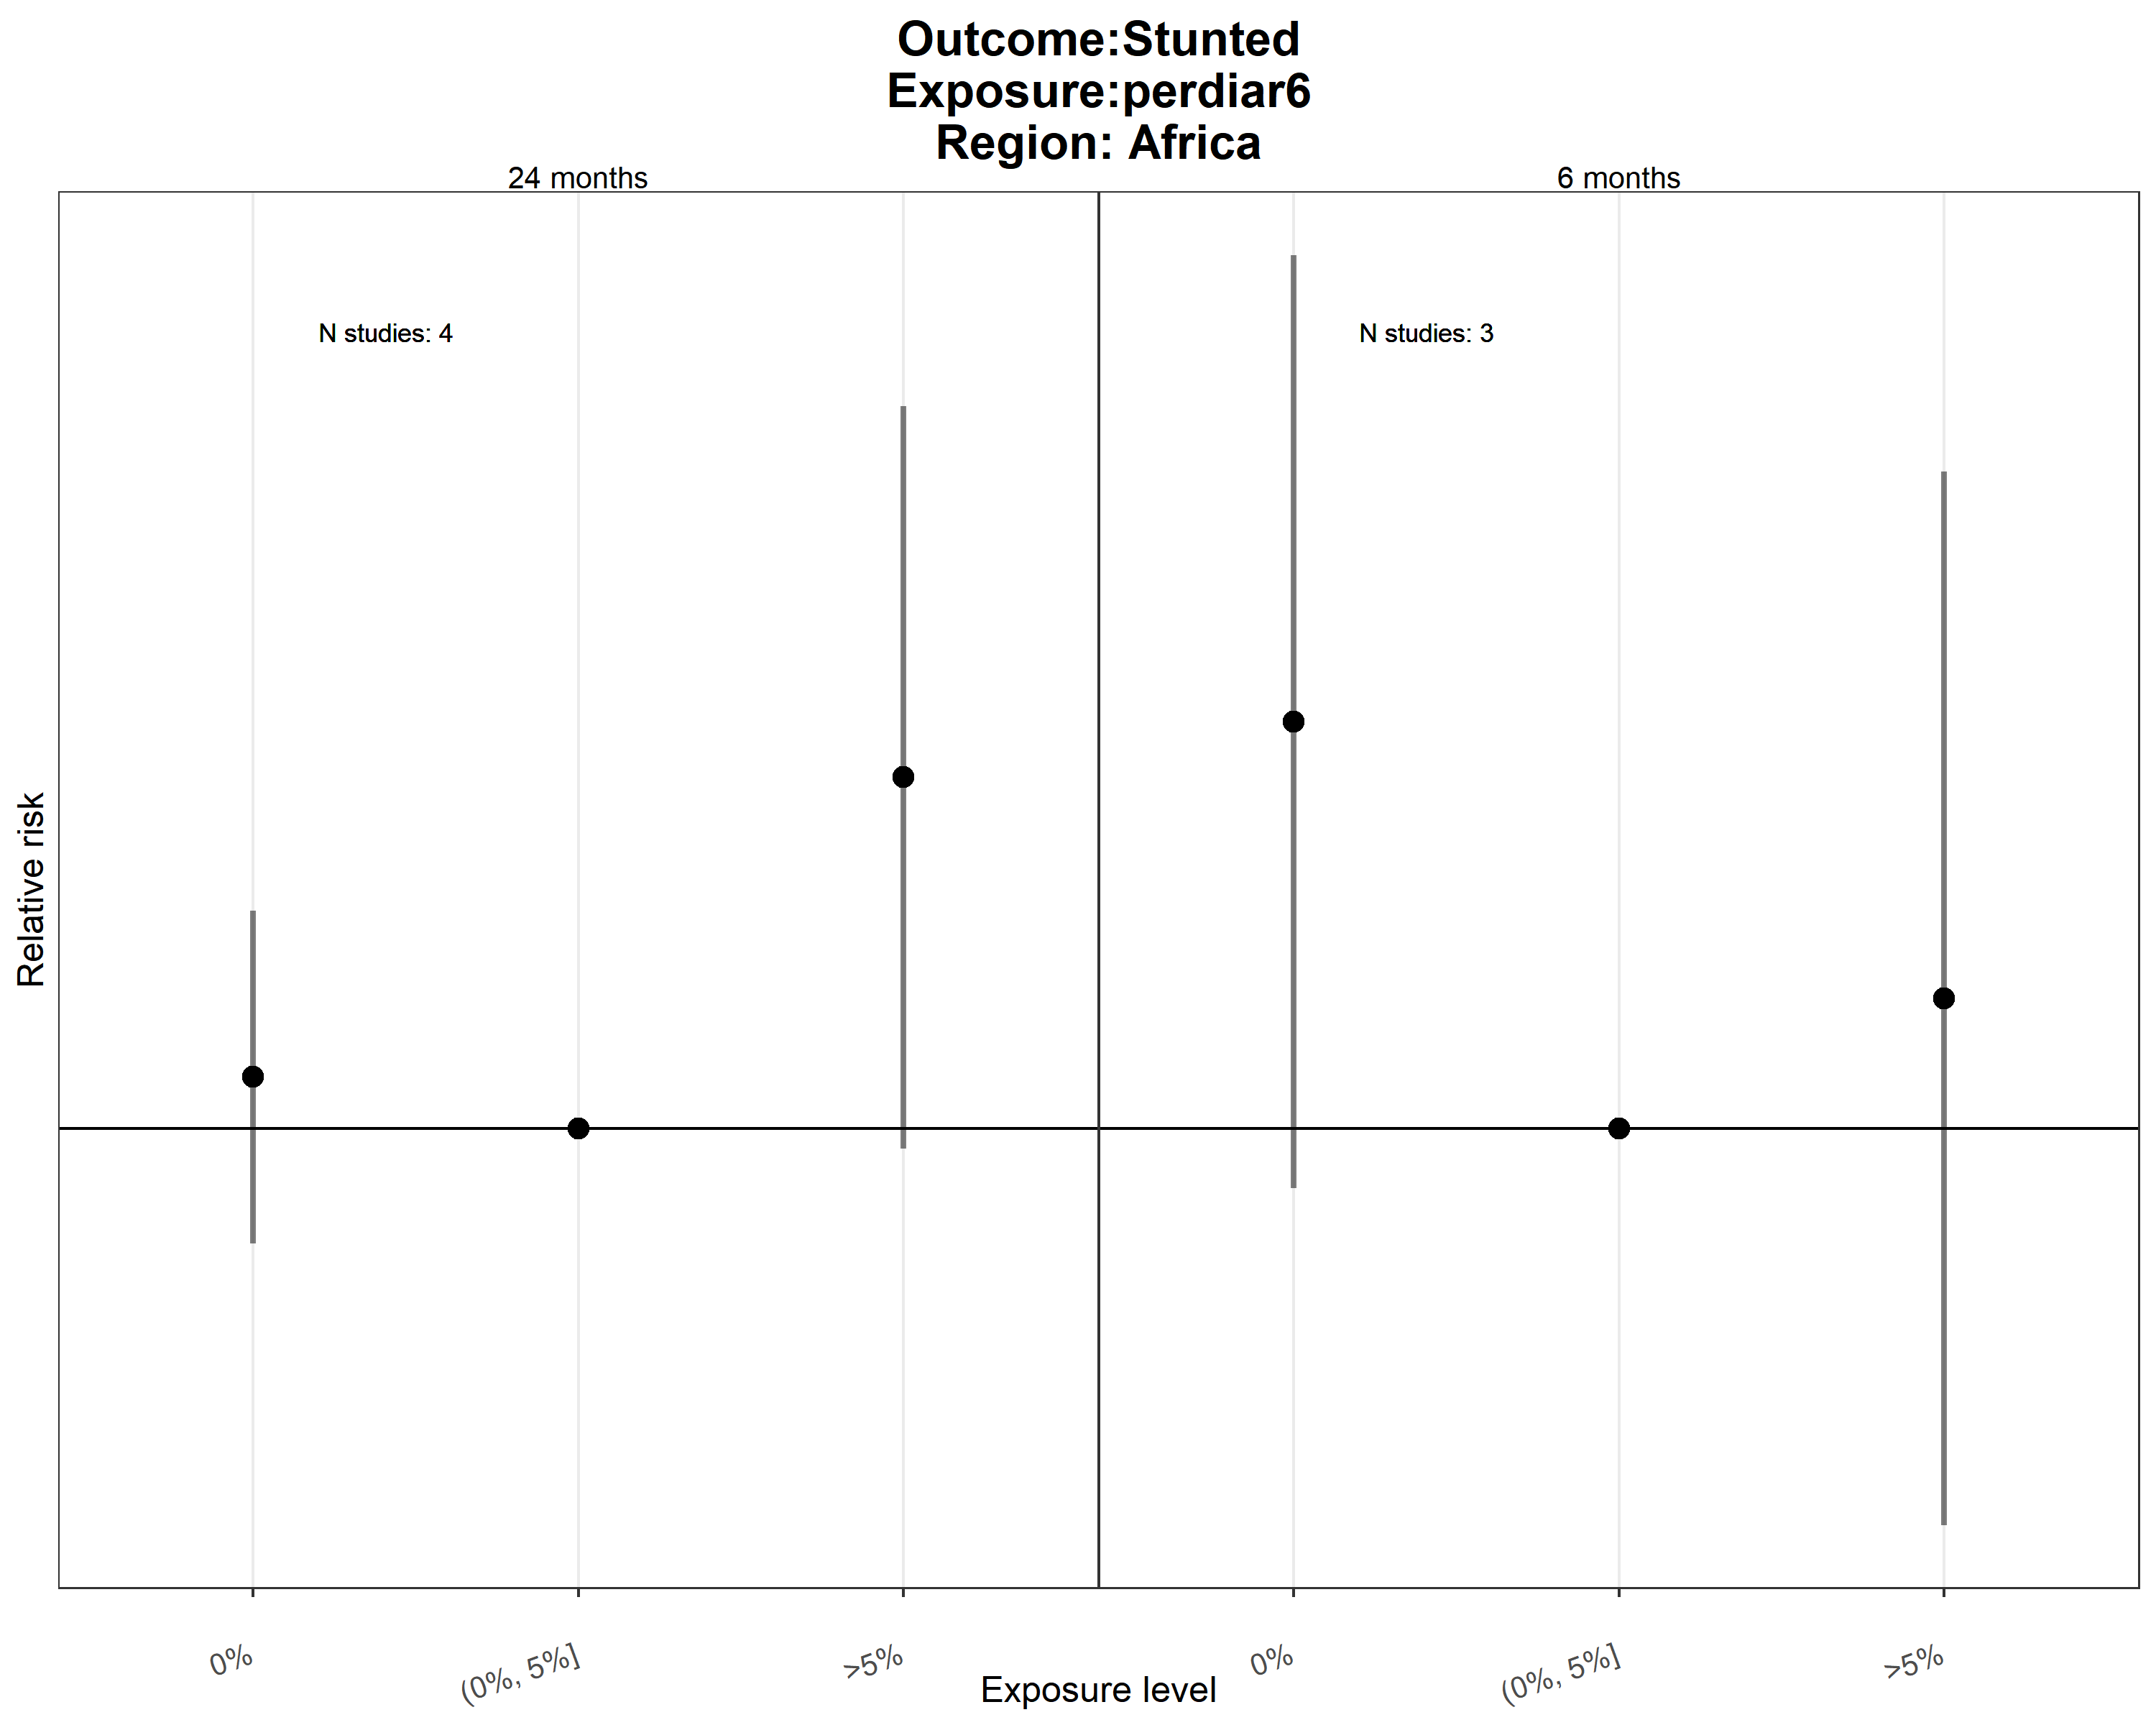 Outcome:Stunted
Exposure:perdiar6
Region: Africa
24 months
6 months
N studies: 4
N studies: 3
Relative risk
0%
(0%, 5%]
>5%
0%
(0%, 5%]
>5%
Exposure level